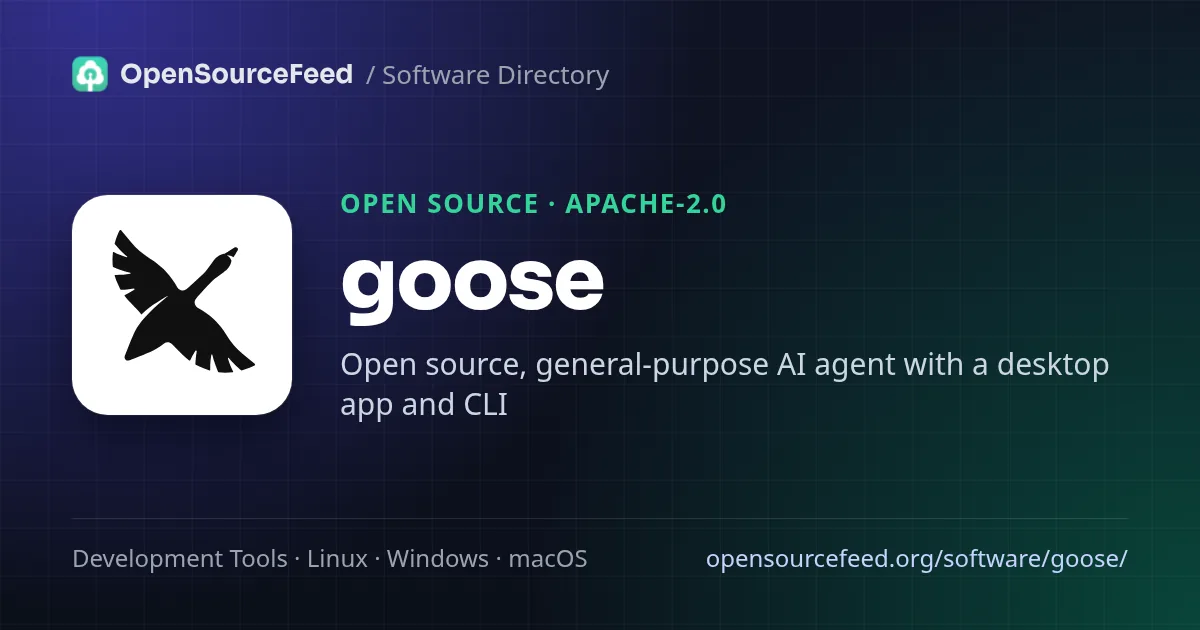 OpenSourceFeed / Software Directory
OPEN SOURCE · APACHE-2.0
goose
Open source, general-purpose AI agent with a desktop
app and CLI
Development Tools · Linux · Windows · macOS
opensourcefeed.org/software/goose/